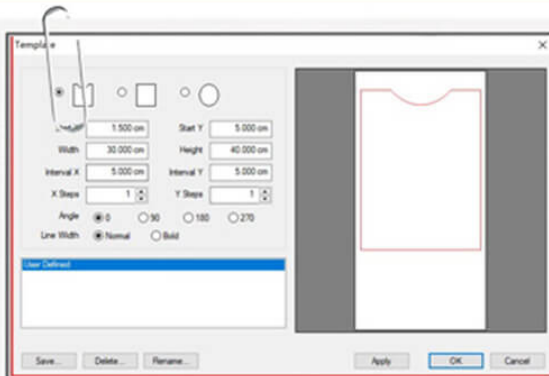 Template
1.500 cm Start Y 5.000 cm
Width 30.000 cm Height 40.000 cm
Interval X 5.000 cm Interval Y 5.000 cm
X Steps 1 Y Steps 1
Angle 0 90 180 270
Line Width Normal Bold
User Defined
Save... Delete... Rename... Apply OK Cancel